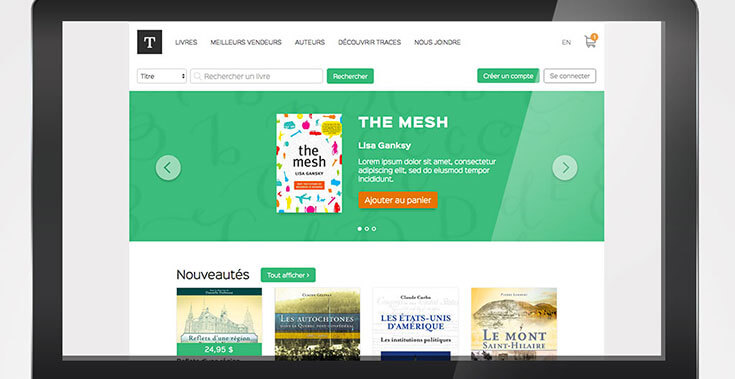 T
LIVRES MEILLEURS VENDEURS AUTEURS DÉCOUVRIR TRACES NOUS JOINDRE EN 1
Titre Rechercher un livre Rechercher Créer un compte Se connecter
THE MESH
Lisa Ganksy
Lorem ipsum dolor sit amet, consectetur
adipiscing elit, sed do eiusmod tempor
incididunt.
Ajouter au panier
the
mesh
LISA GANSKY
Nouveautés Tout afficher >
Reflets d'une région
24,95 $
Reflets d'une région
LES AUTOCHTONES
Claude Corbo
LES ÉTATS-UNIS
D'AMÉRIQUE
Les institutions politiques
LE MONT
SAINT-HILAIRE